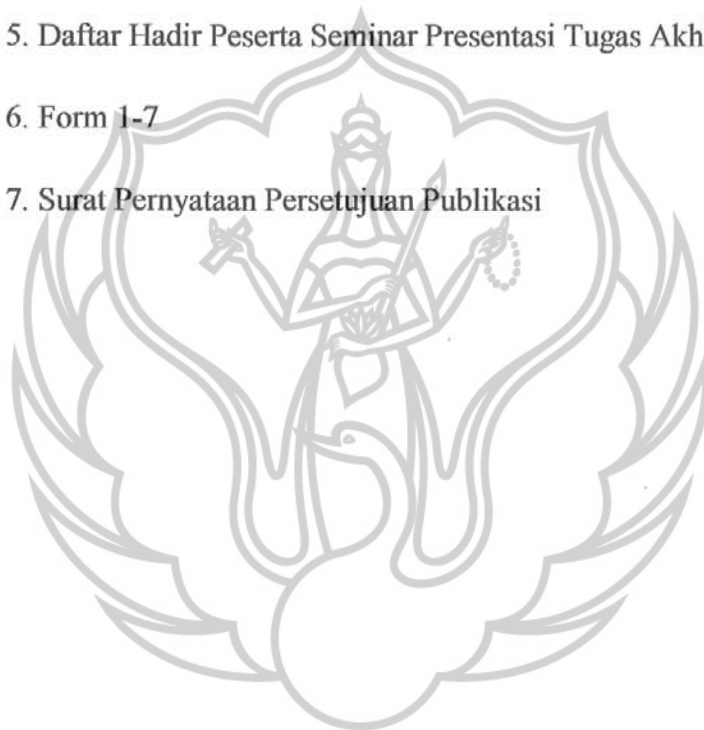 5. Daftar Hadir Peserta Seminar Presentasi Tugas Akh
6. Form 1-7
7. Surat Pernyataan Persetujuan Publikasi